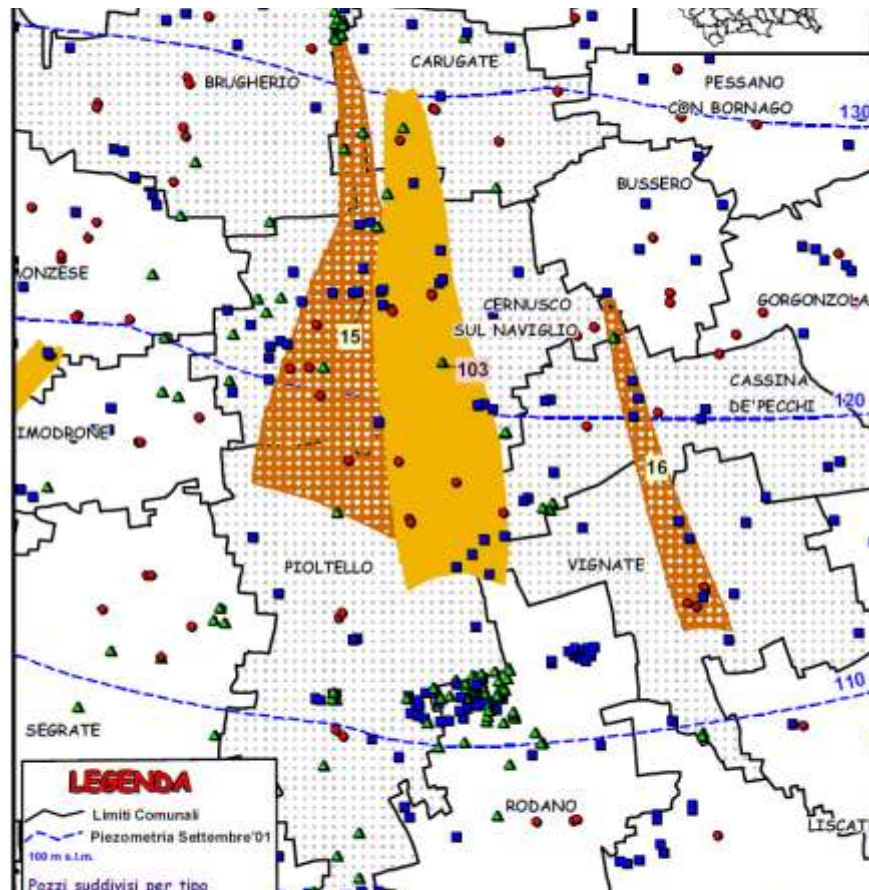 CARUGATE
BRUGHERIO
PESSANO
CON BORNAGO
130
BUSSERO
ONZESE
GORGONZOLA
CERNUSCO
SUL NAVIGLIO
15
103
CASSINA
DE'PECCHI
120
IMODRONE
16
PIOLTELLO
VIGNATE
110
SEGRATE
LEGENDA
Limiti Comunali
Piezometria Settembre'01
100 m s.l.m.
Pozzi suddivisi per tipo
RODANO
LISCAT